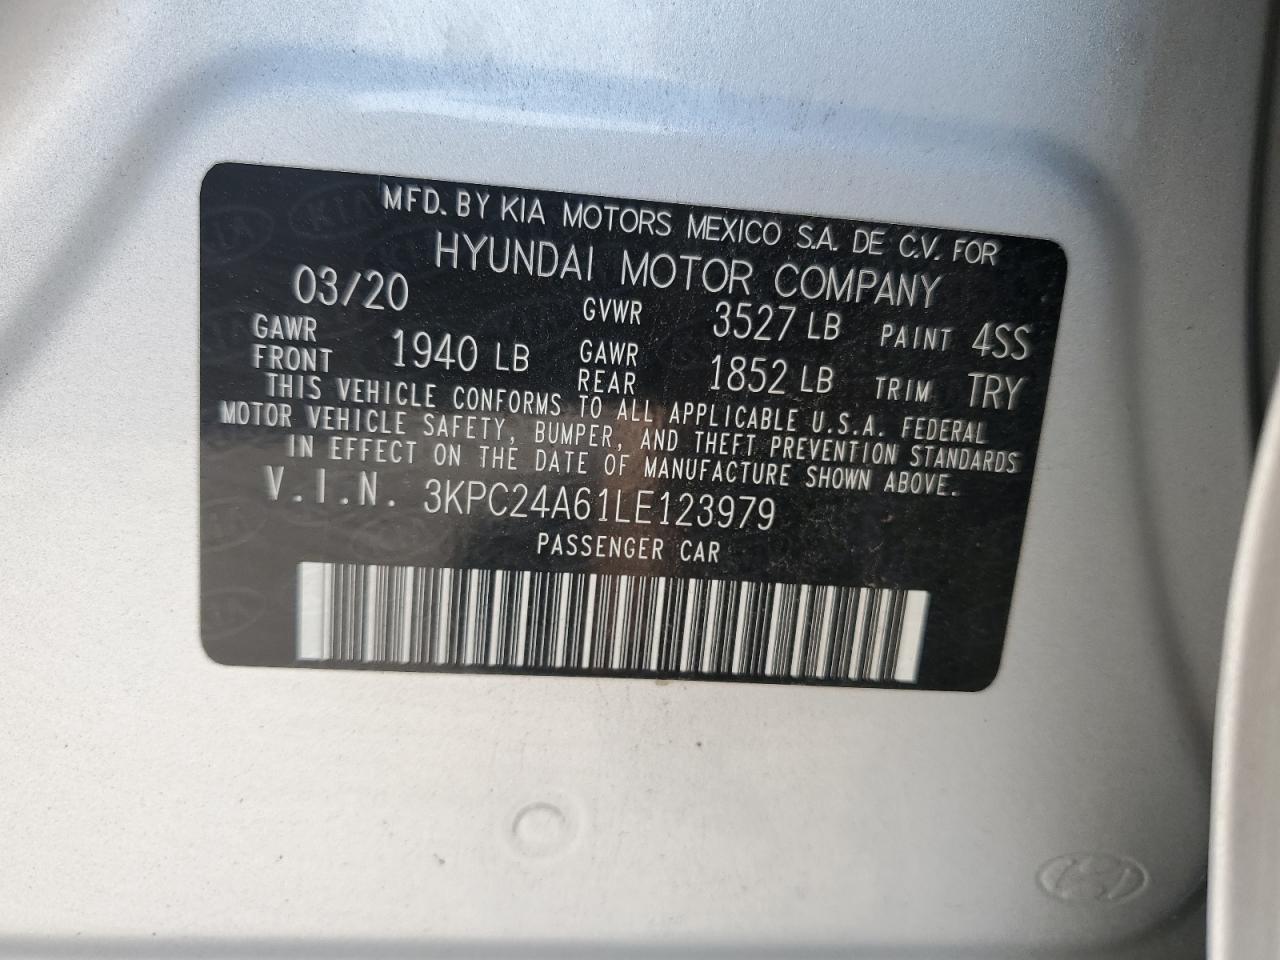 MFD. BY KIA MOTORS MEXICO S.A. DE C.V. FOR
HYUNDAI MOTOR COMPANY
03/20 GVWR 3527 LB PAINT 4SS
GAWR FRONT 1940 LB GAWR REAR 1852 LB TRIM TRY
THIS VEHICLE CONFORMS TO ALL APPLICABLE U.S.A. FEDERAL
MOTOR VEHICLE SAFETY, BUMPER, AND THEFT PREVENTION STANDARDS
IN EFFECT ON THE DATE OF MANUFACTURE SHOWN ABOVE.
V.I.N. 3KPC24A61LE123979
PASSENGER CAR